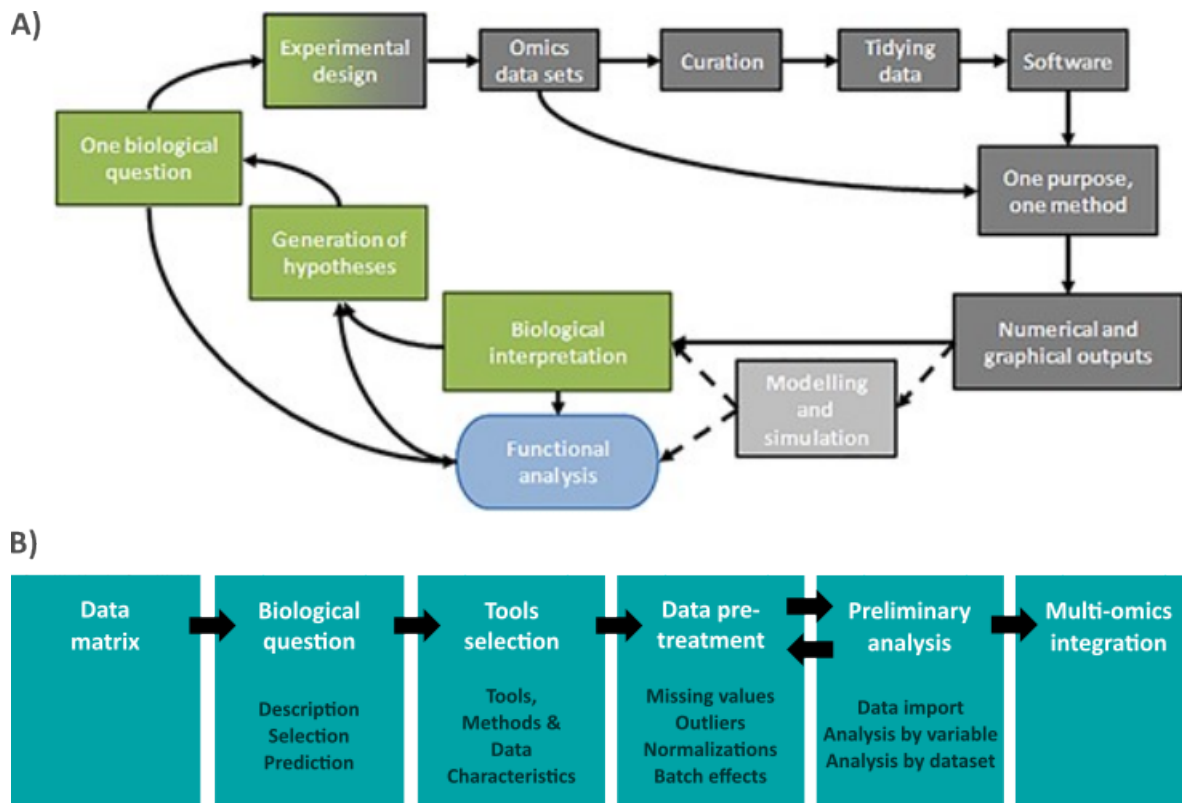 A)
Experimental
design
Omics
data sets
Curation
Tidying
data
Software
One biological
question
One purpose,
one method
Generation of
hypotheses
Biological
interpretation
Numerical and
graphical outputs
Modelling
and
simulation
Functional
analysis
B)
Data
matrix
Biological
question
Description
Selection
Prediction
Tools
selection
Tools,
Methods &
Data
Characteristics
Data pre-
treatment
Missing values
Outliers
Normalizations
Batch effects
Preliminary
analysis
Data import
Analysis by variable
Analysis by dataset
Multi-omics
integration